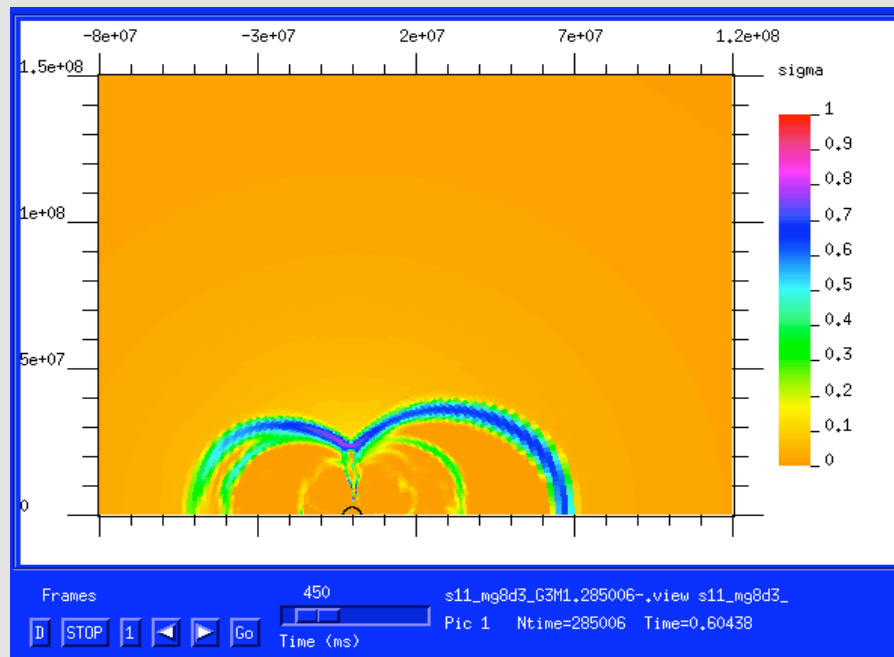 -8e+07 -3e+07 2e+07 7e+07 1.2e+08
1.5e+08
sigma
1
0.9
0.8
0.7
0.6
0.5
0.4
0.3
0.2
0.1
0
1e+08
5e+07
0
Frames
450
s11_mg8d3_G3M1.285006-.view s11_mg8d3_
D STOP 1 Go
Pic 1 Ntime=285006 Time=0.60438
Time (ms)